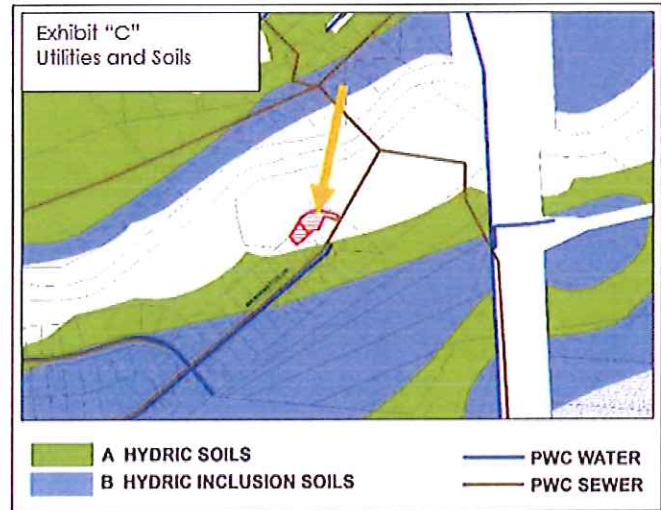 Exhibit "C"
Utilities and Soils
A HYDRIC SOILS
B HYDRIC INCLUSION SOILS
PWC WATER
PWC SEWER